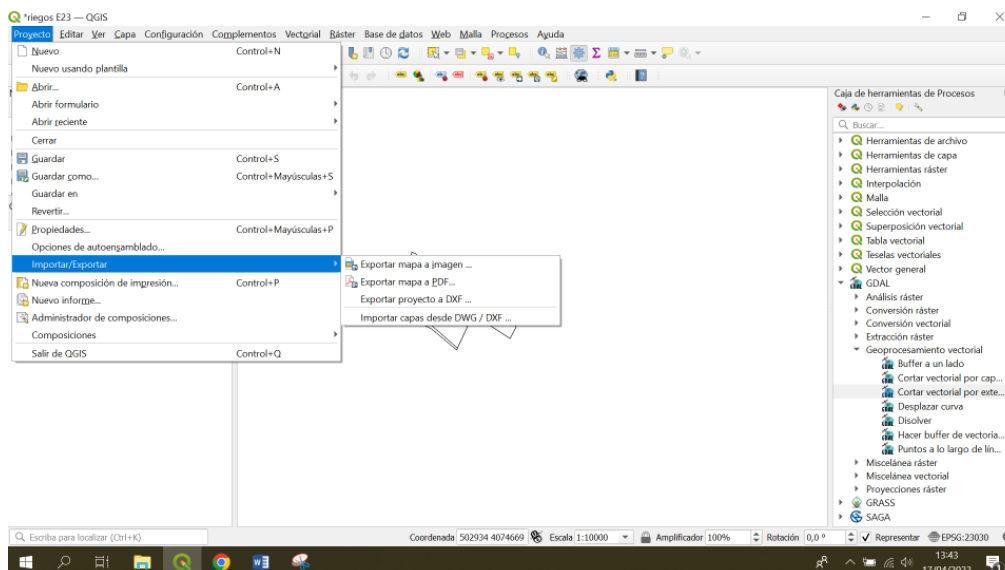 *riegos E23 — QGIS
Proyecto Editar Ver Capa Configuración Complementos Vectorial Ráster Base de datos Web Malla Procesos Ayuda
Nuevo Control+N
Nuevo usando plantilla
Abrir... Control+A
Abrir formulario
Abrir reciente
Cerrar
Guardar Control+S
Guardar como... Control+Mayúsculas+S
Guardar en
Revertir...
Propiedades... Control+Mayúsculas+P
Opciones de autoensamblado...
Importar/Exportar
Nueva composición de impresión... Control+P
Nuevo informe...
Administrador de composiciones...
Composiciones
Salir de QGIS Control+Q
Exportar mapa a imagen ...
Exportar mapa a PDF...
Exportar proyecto a DXF ...
Importar capas desde DWG / DXF ...
Caja de herramientas de Procesos
Buscar...
Herramientas de archivo
Herramientas de capa
Herramientas ráster
Interpolación
Malla
Selección vectorial
Superposición vectorial
Tabla vectorial
Teselas vectoriales
Vector general
GDAL
Análisis ráster
Conversión ráster
Conversión vectorial
Extracción ráster
Geoprocesamiento vectorial
Buffer a un lado
Cortar vectorial por cap...
Cortar vectorial por exte...
Desplazar curva
Disolver
Hacer buffer de vectoria...
Puntos a lo largo de lín...
Miscelánea ráster
Miscelánea vectorial
Proyecciones ráster
GRASS
SAGA
Escriba para localizar (Ctrl+K) Coordenada 502934 4074669 Escala 1:10000 Amplificador 100% Rotación 0,0 ° Representar EPSG:23030
13:43
17/04/2023